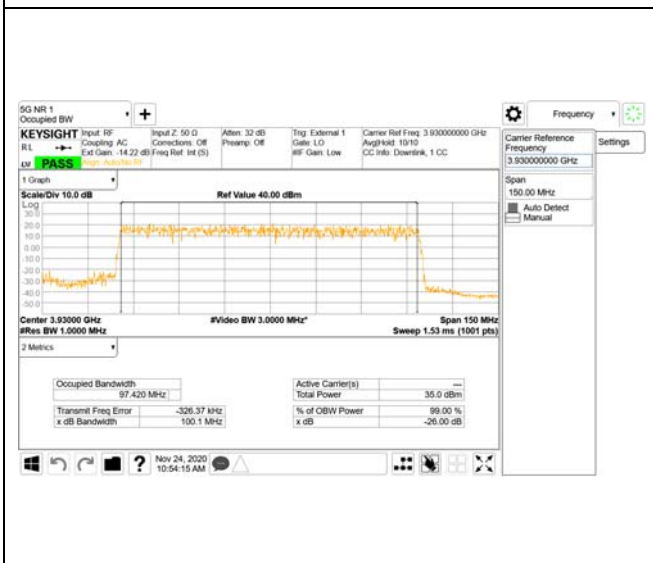 5G NR 1
Occupied BW
+
Frequency
KEYSIGHT
RL
PASS
Input: RF
Coupling: AC
Ext Gain: -14.22 dB
Align: Auto/No RF
Input Z: 50 Ω
Corrections: Off
Freq Ref: Int (S)
Atten: 32 dB
Preamp: Off
Trig: External 1
Gate: LO
#IF Gain: Low
Carrier Ref Freq: 3.930000000 GHz
Avg|Hold: 10/10
CC Info: Downlink, 1 CC
Carrier Reference
Frequency
3.930000000 GHz
Settings
Span
150.00 MHz
Auto Detect
Manual
1 Graph
Scale/Div 10.0 dB
Ref Value 40.00 dBm
Log
30.0
20.0
10.0
0.00
-10.0
-20.0
-30.0
-40.0
-50.0
Center 3.93000 GHz
#Video BW 3.0000 MHz*
Span 150 MHz
#Res BW 1.0000 MHz
Sweep 1.53 ms (1001 pts)
2 Metrics
Occupied Bandwidth
97.420 MHz
Active Carrier(s)
---
Total Power
35.0 dBm
Transmit Freq Error
-326.37 kHz
x dB Bandwidth
100.1 MHz
% of OBW Power
99.00 %
x dB
-26.00 dB
?
Nov 24, 2020
10:54:15 AM